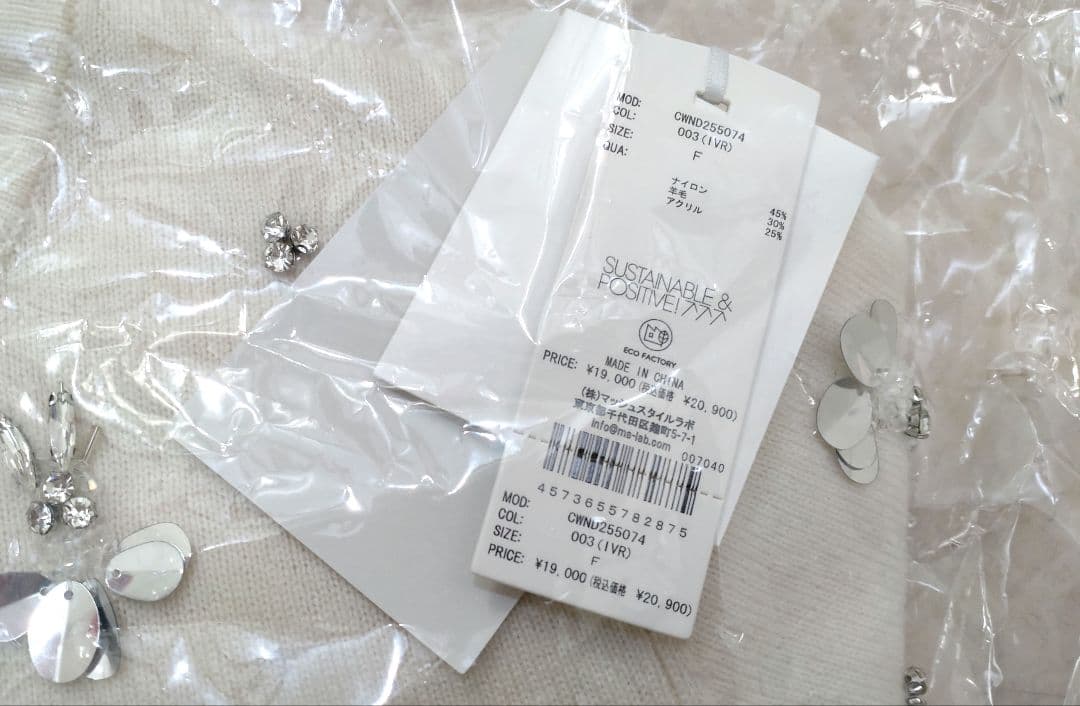 MOD: CWND255074
COL: 003(IVR)
SIZE: F
QUA:
ナイロン 45%
羊毛 30%
アクリル 25%
SUSTAINABLE &
POSITIVE!
ECO FACTORY
MADE IN CHINA
PRICE: ¥19,000(税込価格 ¥20,900)
(株)マッシュスタイルラボ
東京都千代田区麹町5-7-1
info@ms-lab.com
007040
4573655782875
MOD: CWND255074
COL: 003(IVR)
SIZE: F
PRICE: ¥19,000(税込価格 ¥20,900)